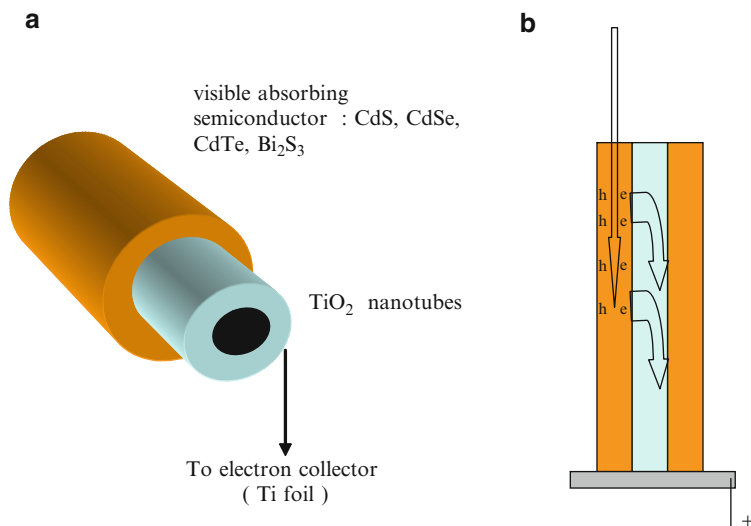 a
visible absorbing
semiconductor : CdS, CdSe,
CdTe, Bi₂S₃
TiO₂ nanotubes
To electron collector
( Ti foil )
b
h e
h e
h e
h e
+